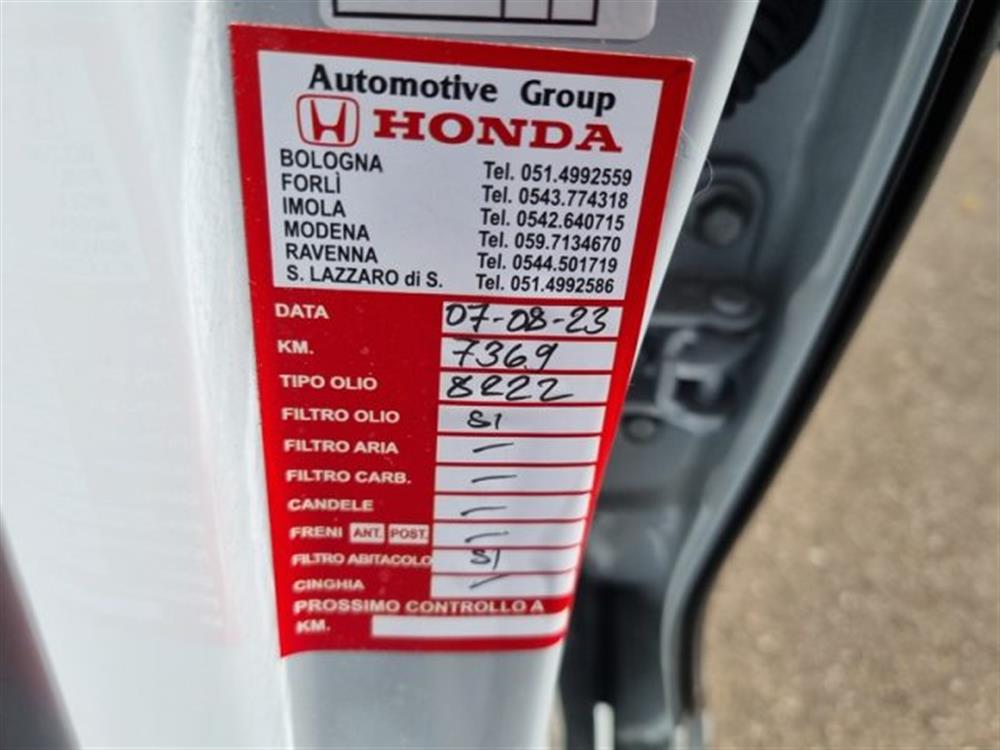 Automotive Group
HONDA
BOLOGNA Tel. 051.4992559
FORLÌ Tel. 0543.774318
IMOLA Tel. 0542.640715
MODENA Tel. 059.7134670
RAVENNA Tel. 0544.501719
S. LAZZARO di S. Tel. 051.4992586
DATA 07-08-23
KM. 7369
TIPO OLIO 8222
FILTRO OLIO SI
FILTRO ARIA –
FILTRO CARB. –
CANDELE –
FRENI ANT. POST. –
FILTRO ABITACOLO SI
CINGHIA –
PROSSIMO CONTROLLO A
KM.